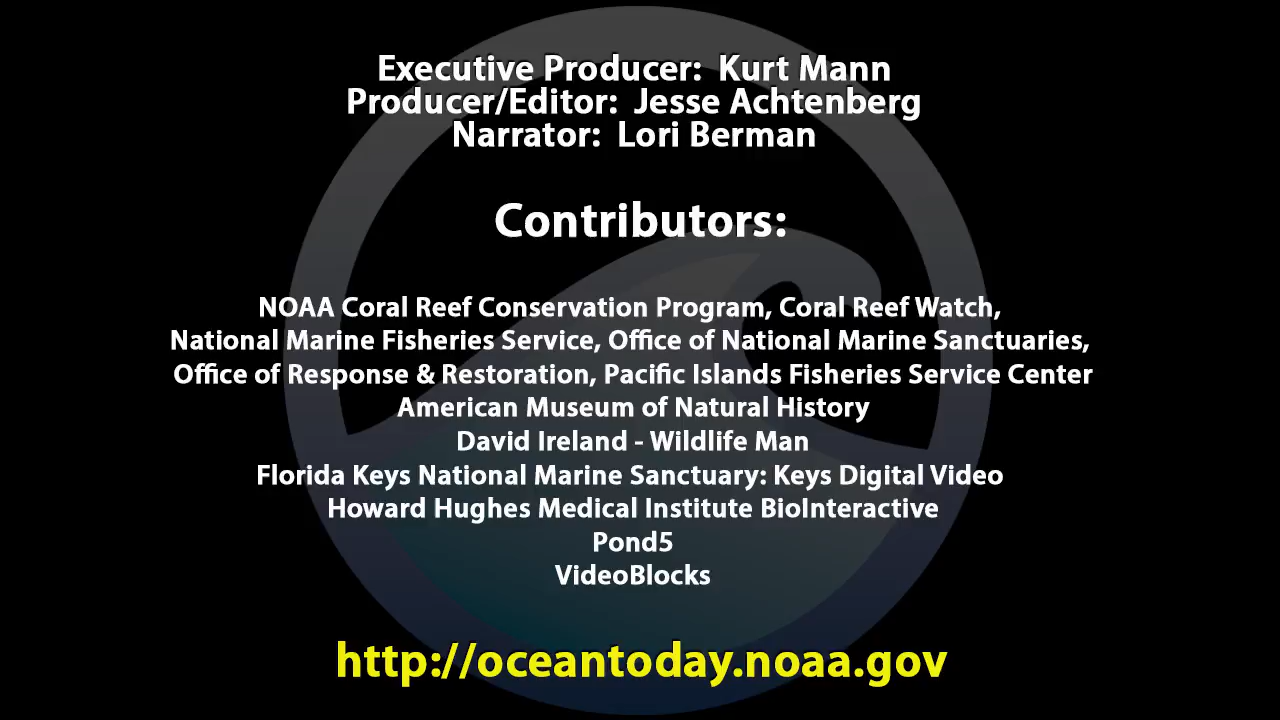 Executive Producer: Kurt Mann
Producer/Editor: Jesse Achtenberg
Narrator: Lori Berman
Contributors:
NOAA Coral Reef Conservation Program, Coral Reef Watch,
National Marine Fisheries Service, Office of National Marine Sanctuaries,
Office of Response & Restoration, Pacific Islands Fisheries Service Center
American Museum of Natural History
David Ireland - Wildlife Man
Florida Keys National Marine Sanctuary: Keys Digital Video
Howard Hughes Medical Institute BioInteractive
Pond5
VideoBlocks
http://oceantoday.noaa.gov